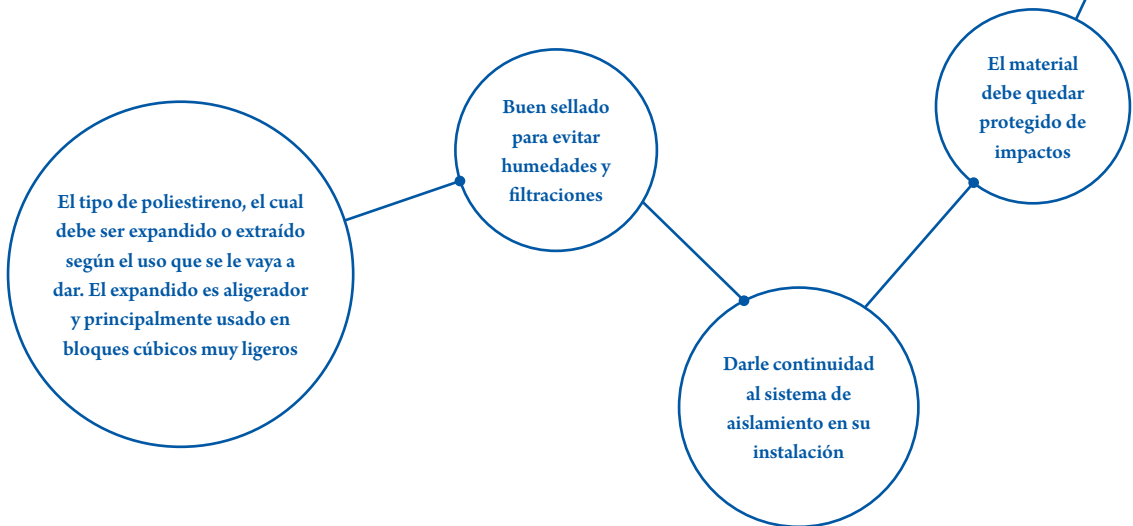 El tipo de poliestireno, el cual
debe ser expandido o extraído
según el uso que se le vaya a
dar. El expandido es aligerador
y principalmente usado en
bloques cúbicos muy ligeros
Buen sellado
para evitar
humedades y
filtraciones
Darle continuidad
al sistema de
aislamiento en su
instalación
El material
debe quedar
protegido de
impactos